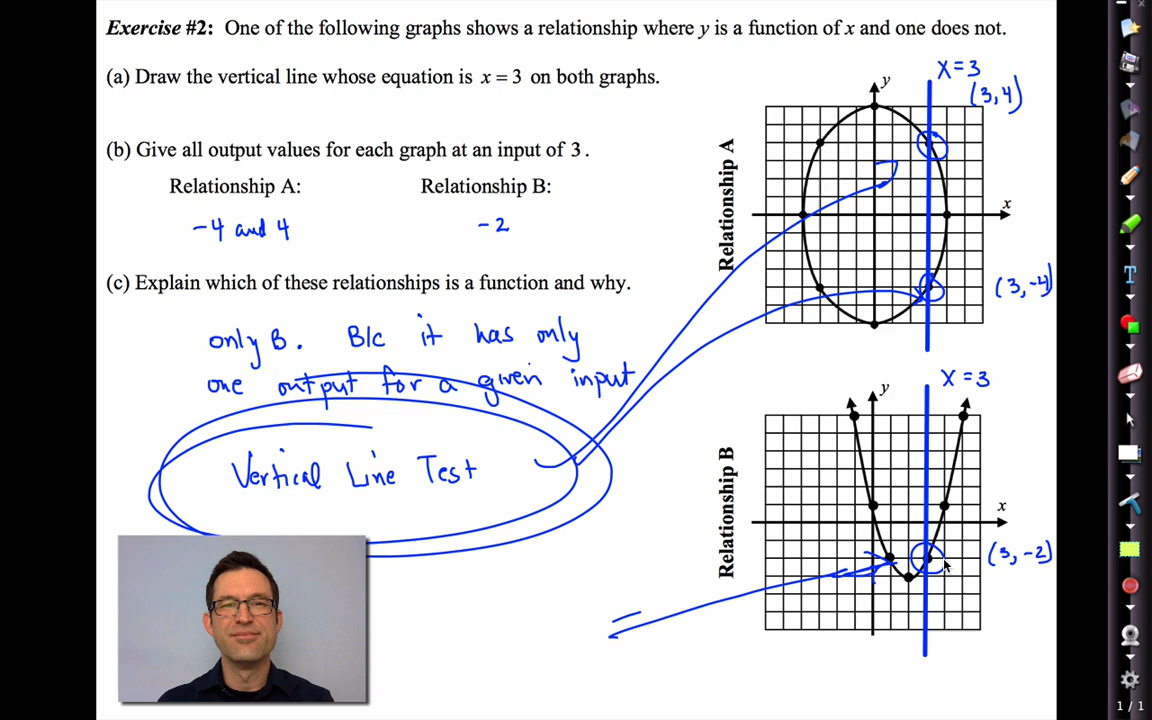 Exercise #2: One of the following graphs shows a relationship where y is a function of x and one does not.
(a) Draw the vertical line whose equation is x = 3 on both graphs.
(b) Give all output values for each graph at an input of 3.
Relationship A: Relationship B:
-4 and 4 -2
(c) Explain which of these relationships is a function and why.
only B. B/c it has only
one output for a given input
Vertical Line Test
x=3
(3,4)
y
x
Relationship A
(3,-4)
x=3
y
x
Relationship B
(3,-2)
T
1 / 1